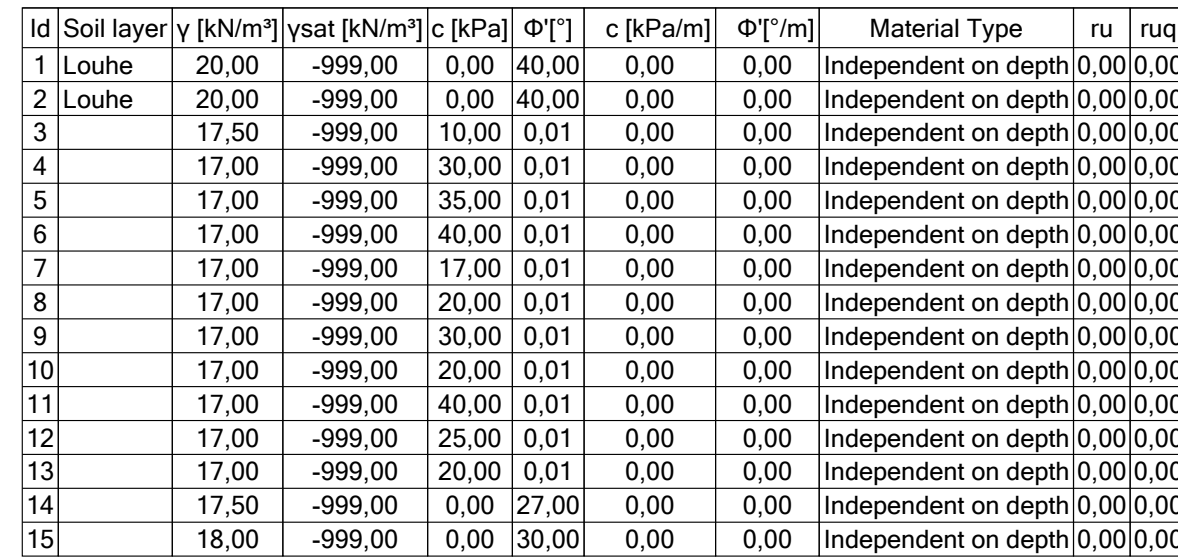 Id Soil layer γ [kN/m³] γsat [kN/m³] c [kPa] Φ'[°] c [kPa/m] Φ'[°/m] Material Type ru ruq
1 Louhe 20,00 -999,00 0,00 40,00 0,00 0,00 Independent on depth 0,00 0,00
2 Louhe 20,00 -999,00 0,00 40,00 0,00 0,00 Independent on depth 0,00 0,00
3 17,50 -999,00 10,00 0,01 0,00 0,00 Independent on depth 0,00 0,00
4 17,00 -999,00 30,00 0,01 0,00 0,00 Independent on depth 0,00 0,00
5 17,00 -999,00 35,00 0,01 0,00 0,00 Independent on depth 0,00 0,00
6 17,00 -999,00 40,00 0,01 0,00 0,00 Independent on depth 0,00 0,00
7 17,00 -999,00 17,00 0,01 0,00 0,00 Independent on depth 0,00 0,00
8 17,00 -999,00 20,00 0,01 0,00 0,00 Independent on depth 0,00 0,00
9 17,00 -999,00 30,00 0,01 0,00 0,00 Independent on depth 0,00 0,00
10 17,00 -999,00 20,00 0,01 0,00 0,00 Independent on depth 0,00 0,00
11 17,00 -999,00 40,00 0,01 0,00 0,00 Independent on depth 0,00 0,00
12 17,00 -999,00 25,00 0,01 0,00 0,00 Independent on depth 0,00 0,00
13 17,00 -999,00 20,00 0,01 0,00 0,00 Independent on depth 0,00 0,00
14 17,50 -999,00 0,00 27,00 0,00 0,00 Independent on depth 0,00 0,00
15 18,00 -999,00 0,00 30,00 0,00 0,00 Independent on depth 0,00 0,00